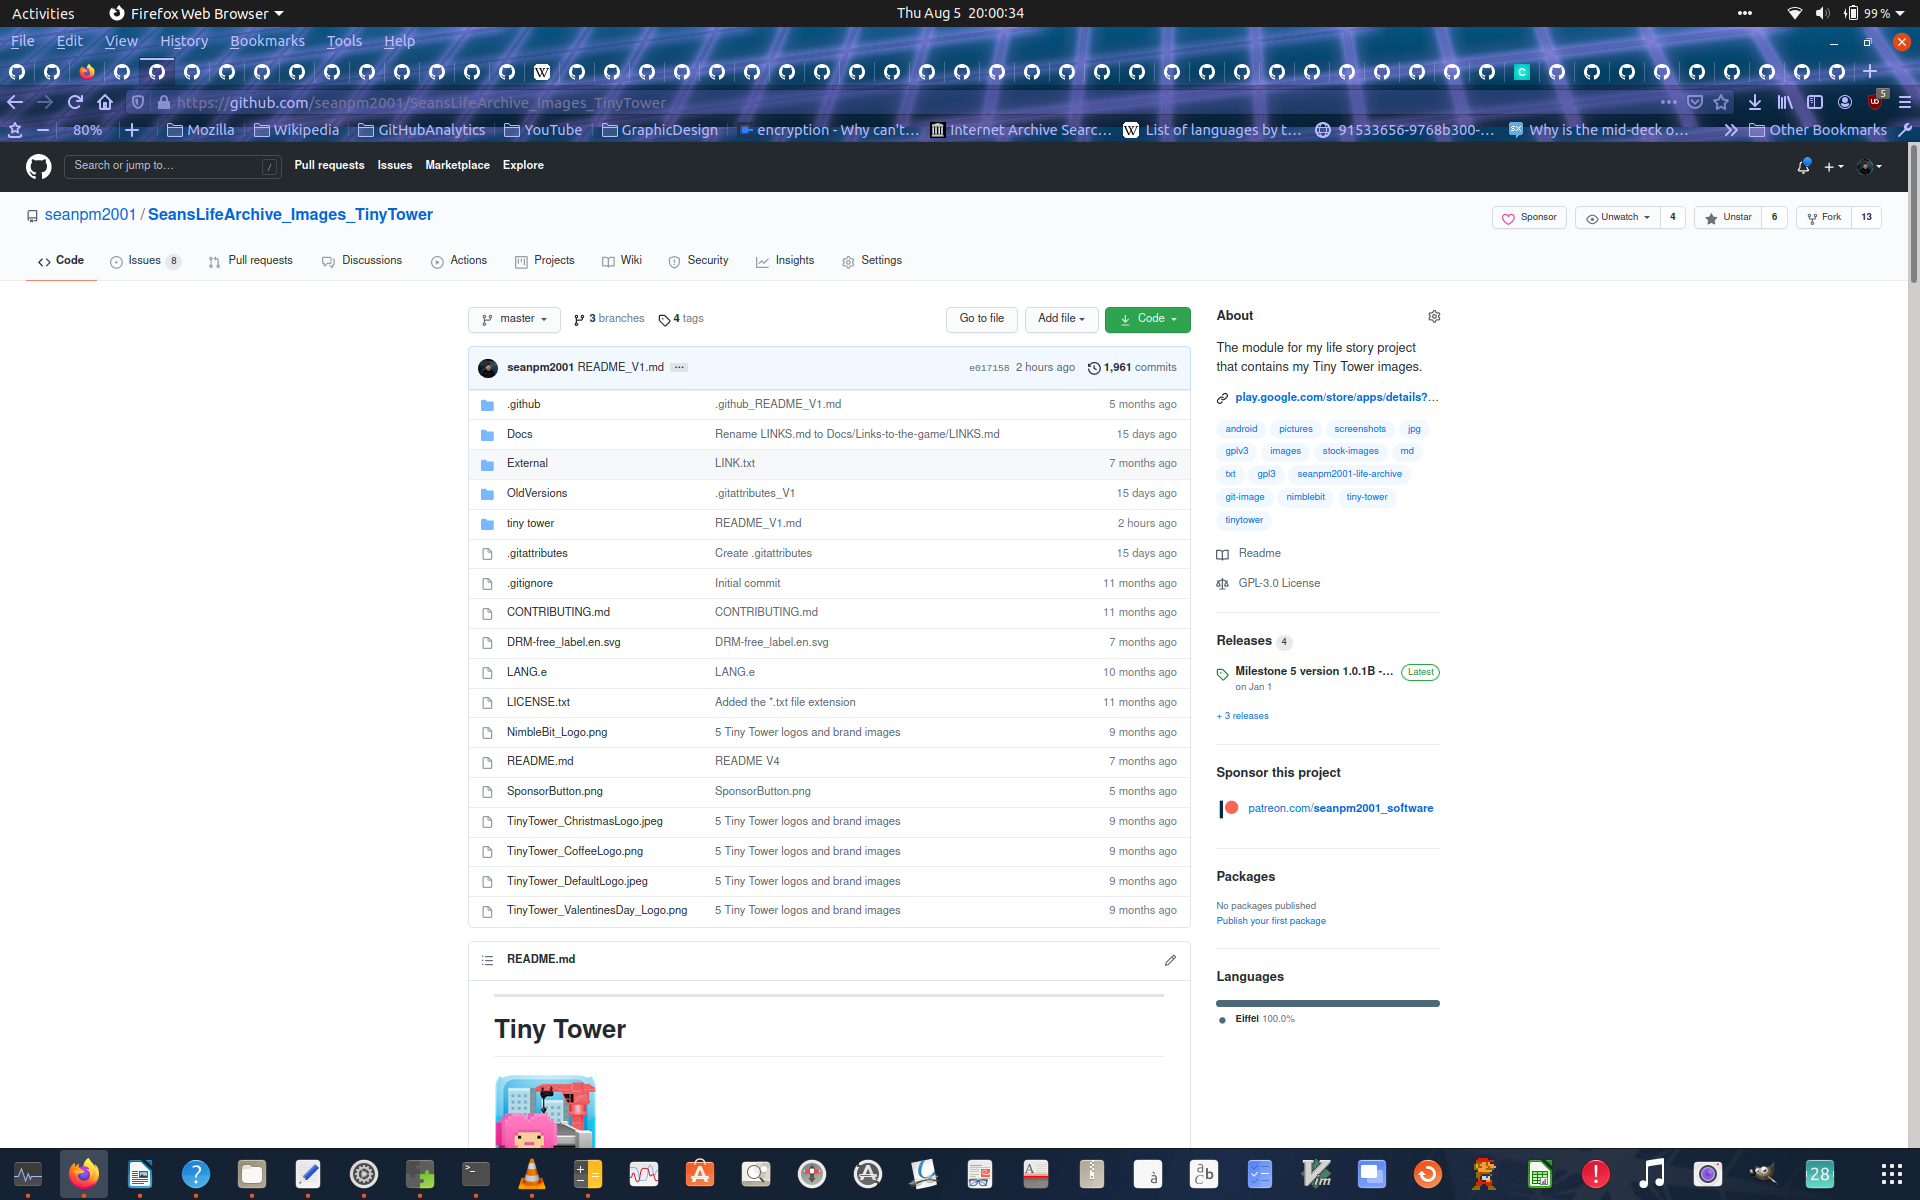 Activities Firefox Web Browser Thu Aug 5 20:00:34 99 %
File Edit View History Bookmarks Tools Help
https://github.com/seanpm2001/SeansLifeArchive_Images_TinyTower 5
80% Mozilla Wikipedia GitHubAnalytics YouTube GraphicDesign encryption - Why can't… Internet Archive Searc… List of languages by t… 91533656-9768b300-… Why is the mid-deck o… Other Bookmarks
Search or jump to… / Pull requests Issues Marketplace Explore
seanpm2001 / SeansLifeArchive_Images_TinyTower Sponsor Unwatch 4 Unstar 6 Fork 13
Code Issues 8 Pull requests Discussions Actions Projects Wiki Security Insights Settings
master 3 branches 4 tags Go to file Add file Code
seanpm2001 README_V1.md … e017158 2 hours ago 1,961 commits
.github .github_README_V1.md 5 months ago
Docs Rename LINKS.md to Docs/Links-to-the-game/LINKS.md 15 days ago
External LINK.txt 7 months ago
OldVersions .gitattributes_V1 15 days ago
tiny tower README_V1.md 2 hours ago
.gitattributes Create .gitattributes 15 days ago
.gitignore Initial commit 11 months ago
CONTRIBUTING.md CONTRIBUTING.md 11 months ago
DRM-free_label.en.svg DRM-free_label.en.svg 7 months ago
LANG.e LANG.e 10 months ago
LICENSE.txt Added the *.txt file extension 11 months ago
NimbleBit_Logo.png 5 Tiny Tower logos and brand images 9 months ago
README.md README V4 7 months ago
SponsorButton.png SponsorButton.png 5 months ago
TinyTower_ChristmasLogo.jpeg 5 Tiny Tower logos and brand images 9 months ago
TinyTower_CoffeeLogo.png 5 Tiny Tower logos and brand images 9 months ago
TinyTower_DefaultLogo.jpeg 5 Tiny Tower logos and brand images 9 months ago
TinyTower_ValentinesDay_Logo.png 5 Tiny Tower logos and brand images 9 months ago
README.md
Tiny Tower
About
The module for my life story project
that contains my Tiny Tower images.
play.google.com/store/apps/details?…
android pictures screenshots jpg
gplv3 images stock-images md
txt gpl3 seanpm2001-life-archive
git-image nimblebit tiny-tower
tinytower
Readme
GPL-3.0 License
Releases 4
Milestone 5 version 1.0.1B -… Latest
on Jan 1
+ 3 releases
Sponsor this project
patreon.com/seanpm2001_software
Packages
No packages published
Publish your first package
Languages
Eiffel 100.0%
28